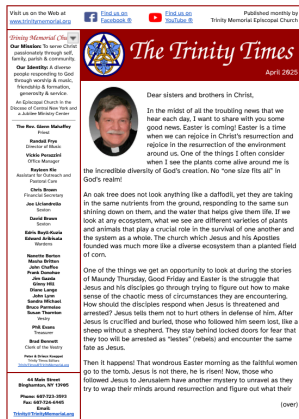 Visit us on the Web at
www.trinitymemorial.org
Find us on
Facebook ®
Find us on
YouTube ®
Published monthly by
Trinity Memorial Episcopal Church
Trinity Memorial Church
Our Mission: To serve Christ
passionately through self,
family, parish & community.
Our Identity: A diverse
people responding to God
through worship & music,
friendship & formation,
generosity & service.
An Episcopal Church in the
Diocese of Central New York and
a Jubilee Ministry Center
The Rev. Glenn Mahaffey
Priest
Randall Frye
Director of Music
Vickie Perazzini
Office Manager
Raylene Klo
Assistant for Outreach and
Pastoral Care
Chris Brown
Financial Secretary
Joe Liciandrello
Sexton
David Brown
Sexton
Edris Boyll-Kuzia
Edward Aribisala
Wardens
Nanette Borton
Masha Britten
John Chaffee
Frank Donohue
Jim Gazda
Ginny Hill
Diane Lange
John Lynn
Sandra Michael
Bruce Parmelee
Susan Thornton
Vestry
Phil Evans
Treasurer
Brad Bennett
Clerk of the Vestry
Trinity Times Editors
44 Main Street
Binghamton, NY 13905
Phone: 607-723-3593
Fax: 607-724-6465
Email:
Trinity@TrinityMemorial.org
The Trinity Times
April 2025
Dear sisters and brothers in Christ,
In the midst of all the troubling news that we
hear each day, I want to share with you some
good news. Easter is coming! Easter is a time
when we can rejoice in Christ's resurrection and
rejoice in the resurrection of the environment
around us. One of the things I often consider
when I see the plants come alive around me is
the incredible diversity of God's creation. No "one size fits all" in
God's realm!
An oak tree does not look anything like a daffodil, yet they are taking
in the same nutrients from the ground, responding to the same sun
shining down on them, and the water that helps give them life. If we
look at any ecosystem, what we see are different varieties of plants
and animals that play a crucial role in the survival of one another and
the system as a whole. The church which Jesus and his Apostles
founded was much more like a diverse ecosystem than a planted field
of corn.
One of the things we get an opportunity to look at during the stories
of Maundy Thursday, Good Friday and Easter is the struggle that
Jesus and his disciples go through trying to figure out how to make
sense of the chaotic mess of circumstances they are encountering.
How should the disciples respond when Jesus is threatened and
arrested? Jesus tells them not to hurt others in defense of him. After
Jesus is crucified and buried, those who followed him seem lost, like a
sheep without a shepherd. They stay behind locked doors for fear that
they too will be arrested as "lestes" (rebels) and encounter the same
fate as Jesus.
Then it happens! That wondrous Easter morning as the faithful women
go to the tomb. Jesus is not there, he is risen! Now, those who
followed Jesus to Jerusalem have another mystery to unravel as they
try to wrap their minds around resurrection and figure out what their
(over)